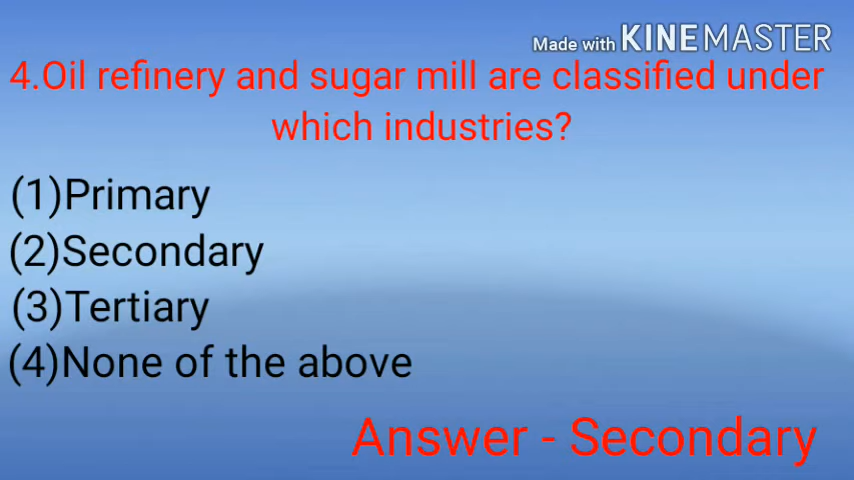 Made with KINEMASTER
4.Oil refinery and sugar mill are classified under
which industries?
(1)Primary
(2)Secondary
(3)Tertiary
(4)None of the above
Answer - Secondary